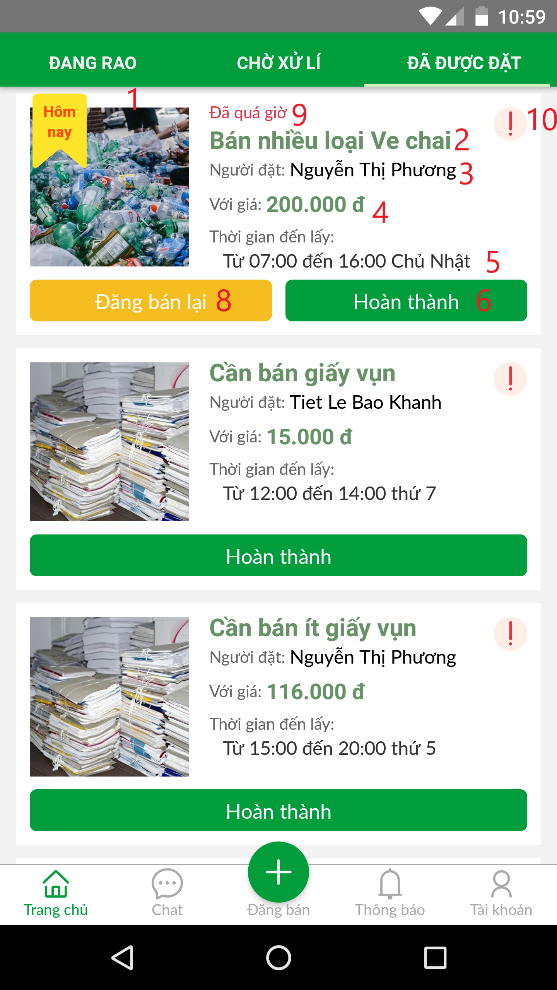 10:59
ĐANG RAO
CHỜ XỬ LÍ
ĐÃ ĐƯỢC ĐẶT
1
Hôm
nay
Đã quá giờ 9
! 10
Bán nhiều loại Ve chai 2
Người đặt: Nguyễn Thị Phương 3
Với giá: 200.000 đ 4
Thời gian đến lấy:
Từ 07:00 đến 16:00 Chủ Nhật 5
Đăng bán lại 8
Hoàn thành 6
Cần bán giấy vụn
!
Người đặt: Tiet Le Bao Khanh
Với giá: 15.000 đ
Thời gian đến lấy:
Từ 12:00 đến 14:00 thứ 7
Hoàn thành
Cần bán ít giấy vụn
!
Người đặt: Nguyễn Thị Phương
Với giá: 116.000 đ
Thời gian đến lấy:
Từ 15:00 đến 20:00 thứ 5
Hoàn thành
Trang chủ
Chat
Đăng bán
Thông báo
Tài khoản